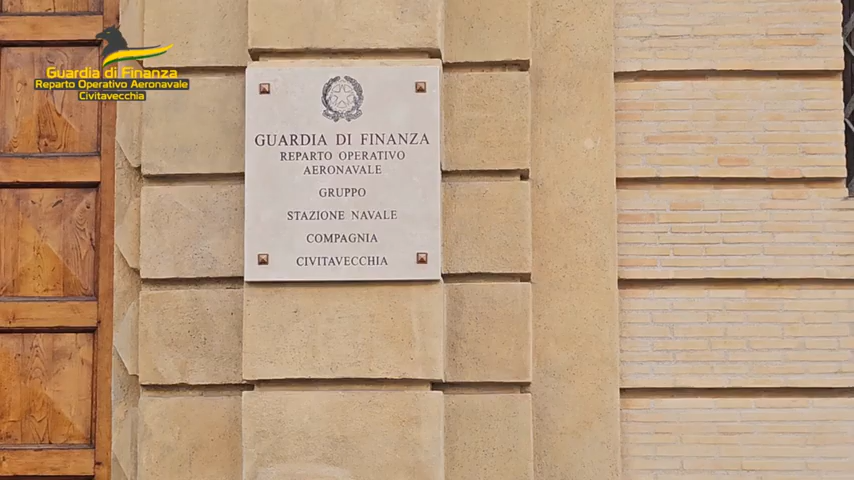 Guardia di Finanza
Reparto Operativo Aeronavale
Civitavecchia
GUARDIA DI FINANZA
REPARTO OPERATIVO
AERONAVALE
GRUPPO
STAZIONE NAVALE
COMPAGNIA
CIVITAVECCHIA